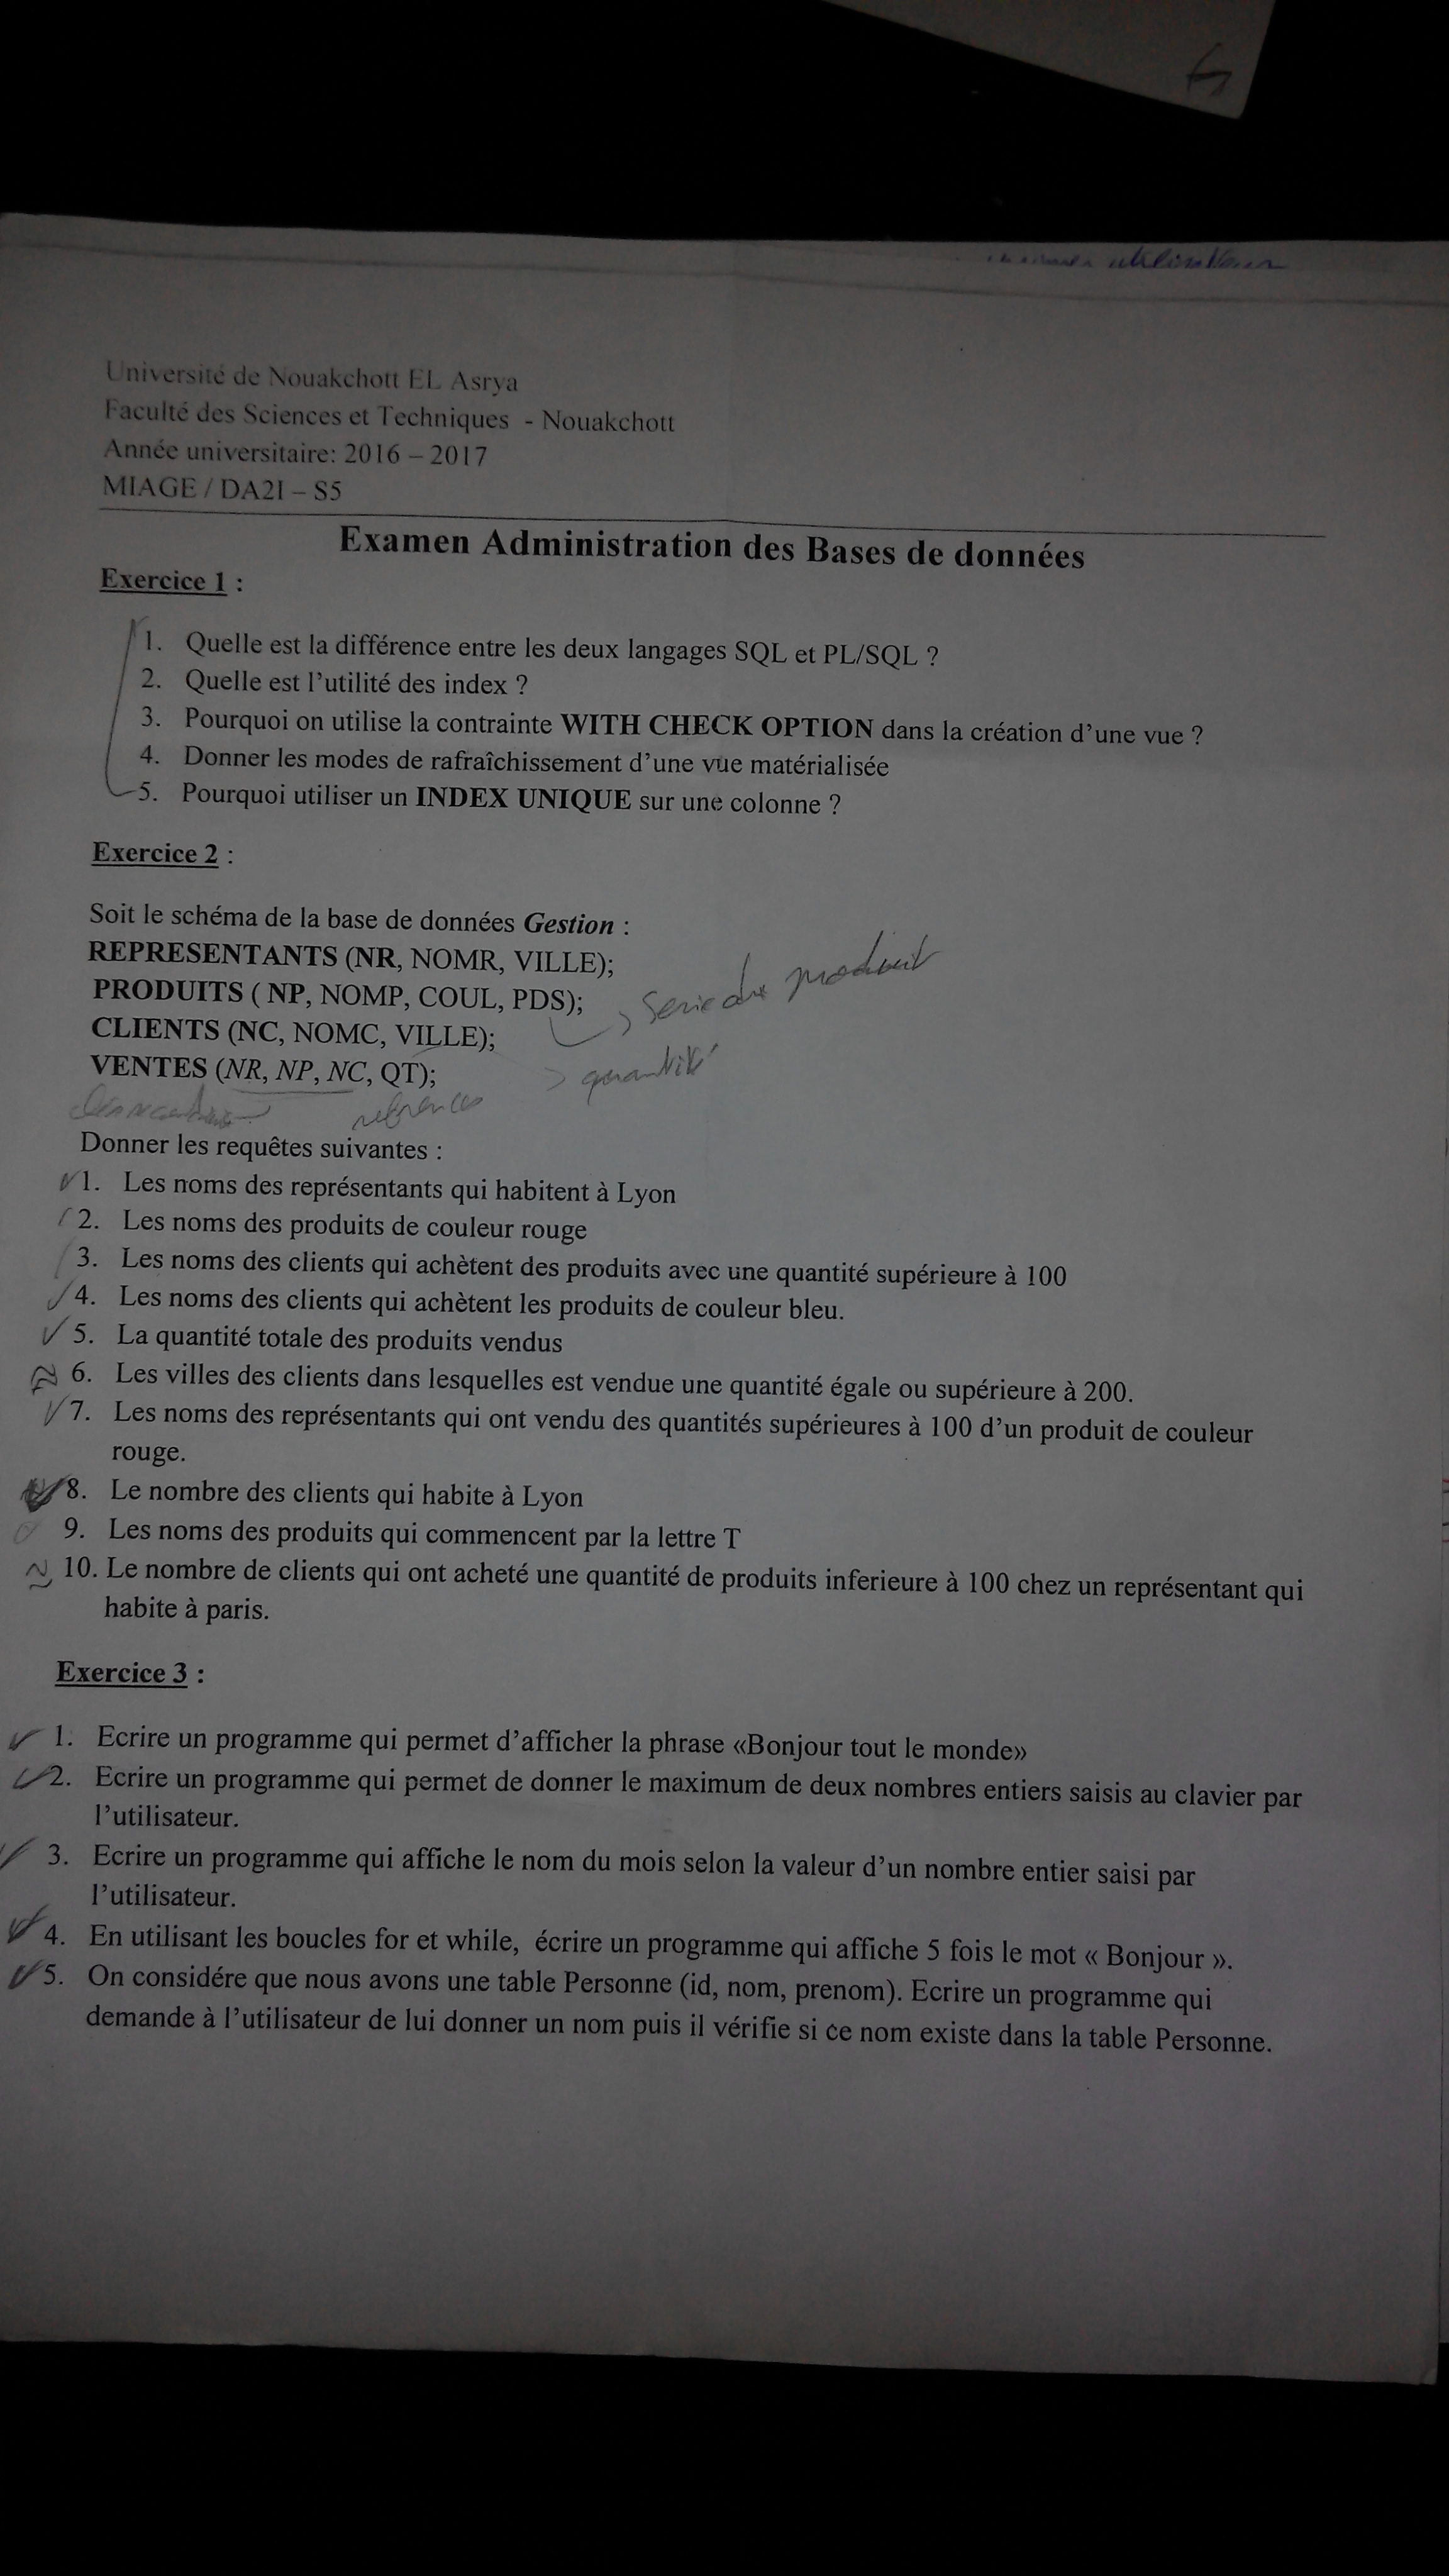 utilisateur
Université de Nouakchott EL Asrya
Faculté des Sciences et Techniques - Nouakchott
Année universitaire: 2016 – 2017
MIAGE / DA2I – S5
Examen Administration des Bases de données
Exercice 1 :
1. Quelle est la différence entre les deux langages SQL et PL/SQL ?
2. Quelle est l'utilité des index ?
3. Pourquoi on utilise la contrainte WITH CHECK OPTION dans la création d'une vue ?
4. Donner les modes de rafraîchissement d'une vue matérialisée
5. Pourquoi utiliser un INDEX UNIQUE sur une colonne ?
Exercice 2 :
Soit le schéma de la base de données Gestion :
REPRESENTANTS (NR, NOMR, VILLE);
PRODUITS ( NP, NOMP, COUL, PDS);
produit
CLIENTS (NC, NOMC, VILLE);
VENTES (NR, NP, NC, QT);
quantité
Donner les requêtes suivantes :
1. Les noms des représentants qui habitent à Lyon
2. Les noms des produits de couleur rouge
3. Les noms des clients qui achètent des produits avec une quantité supérieure à 100
4. Les noms des clients qui achètent les produits de couleur bleu.
5. La quantité totale des produits vendus
6. Les villes des clients dans lesquelles est vendue une quantité égale ou supérieure à 200.
7. Les noms des représentants qui ont vendu des quantités supérieures à 100 d'un produit de couleur
rouge.
8. Le nombre des clients qui habite à Lyon
9. Les noms des produits qui commencent par la lettre T
10. Le nombre de clients qui ont acheté une quantité de produits inferieure à 100 chez un représentant qui
habite à paris.
Exercice 3 :
1. Ecrire un programme qui permet d'afficher la phrase «Bonjour tout le monde»
2. Ecrire un programme qui permet de donner le maximum de deux nombres entiers saisis au clavier par
l'utilisateur.
3. Ecrire un programme qui affiche le nom du mois selon la valeur d'un nombre entier saisi par
l'utilisateur.
4. En utilisant les boucles for et while, écrire un programme qui affiche 5 fois le mot « Bonjour ».
5. On considére que nous avons une table Personne (id, nom, prenom). Ecrire un programme qui
demande à l'utilisateur de lui donner un nom puis il vérifie si ce nom existe dans la table Personne.